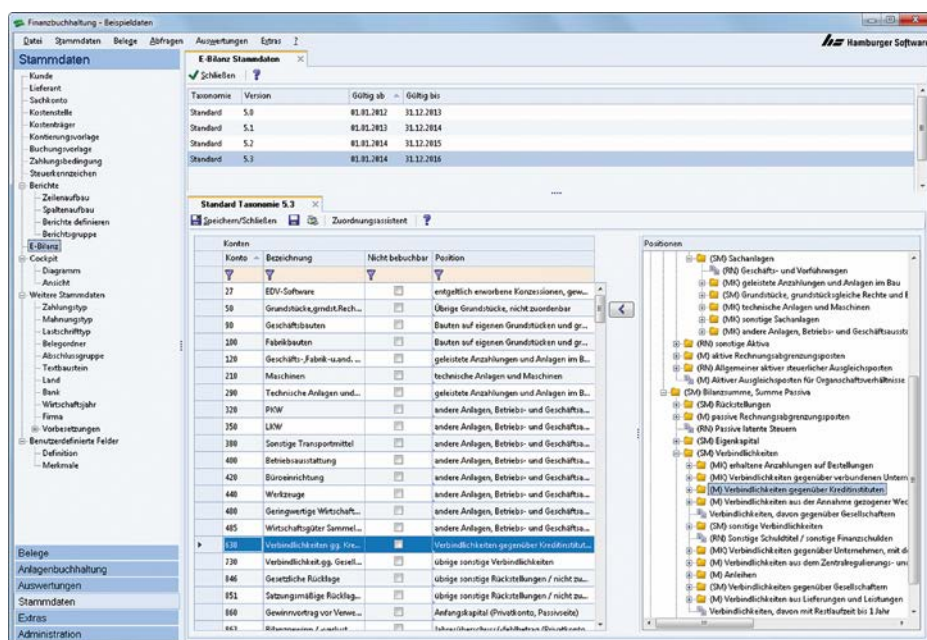 Finanzbuchhaltung - Beispieldaten
Datei Stammdaten Belege Abfragen Auswertungen Extras ?
Hamburger Software
Stammdaten
Kunde
Lieferant
Sachkonto
Kostenstelle
Kostenträger
Kontierungsvorlage
Buchungsvorlage
Zahlungsbedingung
Steuerkennzeichen
Berichte
Zeilenaufbau
Spaltenaufbau
Berichte definieren
Berichtsgruppe
E-Bilanz
Cockpit
Diagramm
Ansicht
Weitere Stammdaten
Zahlungstyp
Mahnungstyp
Lastschrifttyp
Belegordner
Abschlussgruppe
Textbaustein
Land
Bank
Wirtschaftsjahr
Firma
Vorbesetzungen
Benutzerdefinierte Felder
Definition
Merkmale
Belege
Anlagenbuchhaltung
Auswertungen
Stammdaten
Extras
Administration
E-Bilanz Stammdaten
Schließen ?
Taxonomie Version Gültig ab Gültig bis
Standard 5.0 01.01.2012 31.12.2013
Standard 5.1 01.01.2013 31.12.2014
Standard 5.2 01.01.2014 31.12.2015
Standard 5.3 01.01.2014 31.12.2016
Standard Taxonomie 5.3
Speichern/Schließen Zuordnungsassistent ?
Konten
Konto Bezeichnung Nicht bebuchbar Position
27 EDV-Software entgeltlich erworbene Konzessionen, gew...
50 Grundstücke,grndst.Rech... Übrige Grundstücke, nicht zuordenbar
90 Geschäftsbauten Bauten auf eigenen Grundstücken und gr...
100 Fabrikbauten Bauten auf eigenen Grundstücken und gr...
120 Geschäfts-,Fabrik-u.and. ... geleistete Anzahlungen und Anlagen im B...
210 Maschinen technische Anlagen und Maschinen
290 Technische Anlagen und... geleistete Anzahlungen und Anlagen im B...
320 PKW andere Anlagen, Betriebs- und Geschäftsa...
350 LKW andere Anlagen, Betriebs- und Geschäftsa...
380 Sonstige Transportmittel andere Anlagen, Betriebs- und Geschäftsa...
400 Betriebsausstattung andere Anlagen, Betriebs- und Geschäftsa...
420 Büroeinrichtung andere Anlagen, Betriebs- und Geschäftsa...
440 Werkzeuge andere Anlagen, Betriebs- und Geschäftsa...
480 Geringwertige Wirtschaft... andere Anlagen, Betriebs- und Geschäftsa...
485 Wirtschaftsgüter Sammel... andere Anlagen, Betriebs- und Geschäftsa...
630 Verbindlichkeiten gg. Kre... Verbindlichkeiten gegenüber Kreditinstitut...
730 Verbindlichkeit.gg. Gesell... übrige sonstige Verbindlichkeiten
846 Gesetzliche Rücklage übrige sonstige Rückstellungen / nicht zu...
851 Satzungsmäßige Rücklag... übrige sonstige Rückstellungen / nicht zu...
860 Gewinnvortrag vor Verwe... Anfangskapital (Privatkonto, Passivseite)
Positionen
(SM) Sachanlagen
(RN) Geschäfts- und Vorführwagen
(MK) geleistete Anzahlungen und Anlagen im Bau
(SM) Grundstücke, grundstücksgleiche Rechte und B
(MK) technische Anlagen und Maschinen
(MK) sonstige Sachanlagen
(MK) andere Anlagen, Betriebs- und Geschäftsaussta
(RN) sonstige Aktiva
(M) aktive Rechnungsabgrenzungsposten
(RN) Allgemeiner aktiver steuerlicher Ausgleichsposten
(M) Aktiver Ausgleichsposten für Organschaftverhältnisse
(SM) Bilanzsumme, Summe Passiva
(SM) Rückstellungen
(M) passive Rechnungsabgrenzungsposten
(RN) Passive latente Steuern
(SM) Eigenkapital
(SM) Verbindlichkeiten
(MK) erhaltene Anzahlungen auf Bestellungen
(MK) Verbindlichkeiten gegenüber verbundenen Untern
(M) Verbindlichkeiten gegenüber Kreditinstituten
(M) Verbindlichkeiten aus der Annahme gezogener Wec
Verbindlichkeiten, davon gegenüber Gesellschaftern
(SM) sonstige Verbindlichkeiten
(RN) Sonstige Schuldtitel / sonstige Finanzschulden
(MK) Verbindlichkeiten gegenüber Unternehmen, mit d
(M) Verbindlichkeiten aus dem Zentralregulierungs- un
(M) Anleihen
(SM) Verbindlichkeiten gegenüber Gesellschaftern
(M) Verbindlichkeiten aus Lieferungen und Leistungen
Verbindlichkeiten, davon mit Restlaufzeit bis 1 Jahr